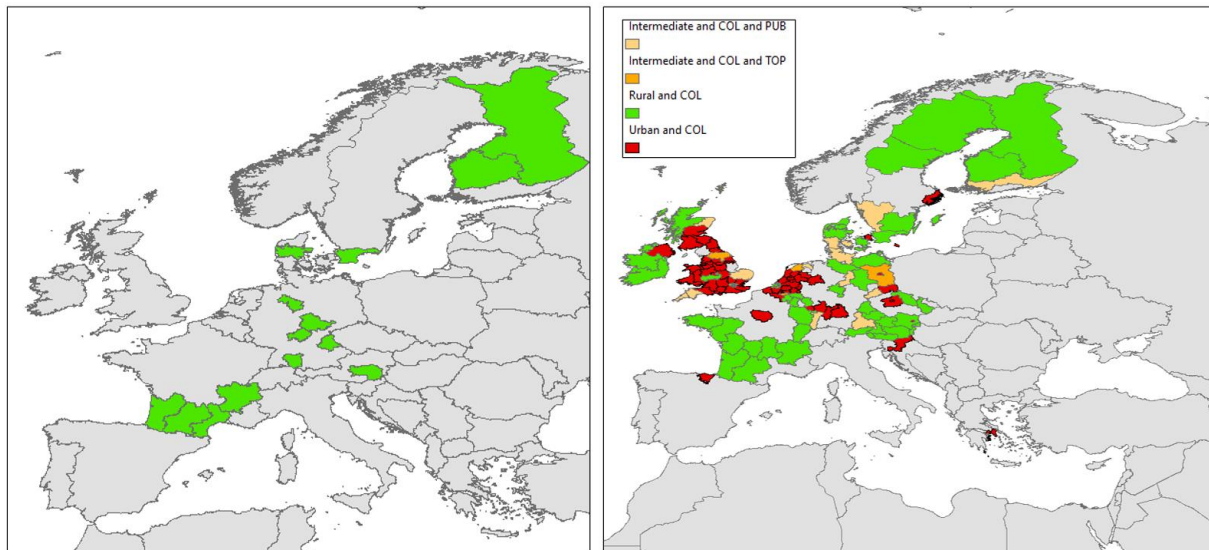 Intermediate and COL and PUB
Intermediate and COL and TOP
Rural and COL
Urban and COL